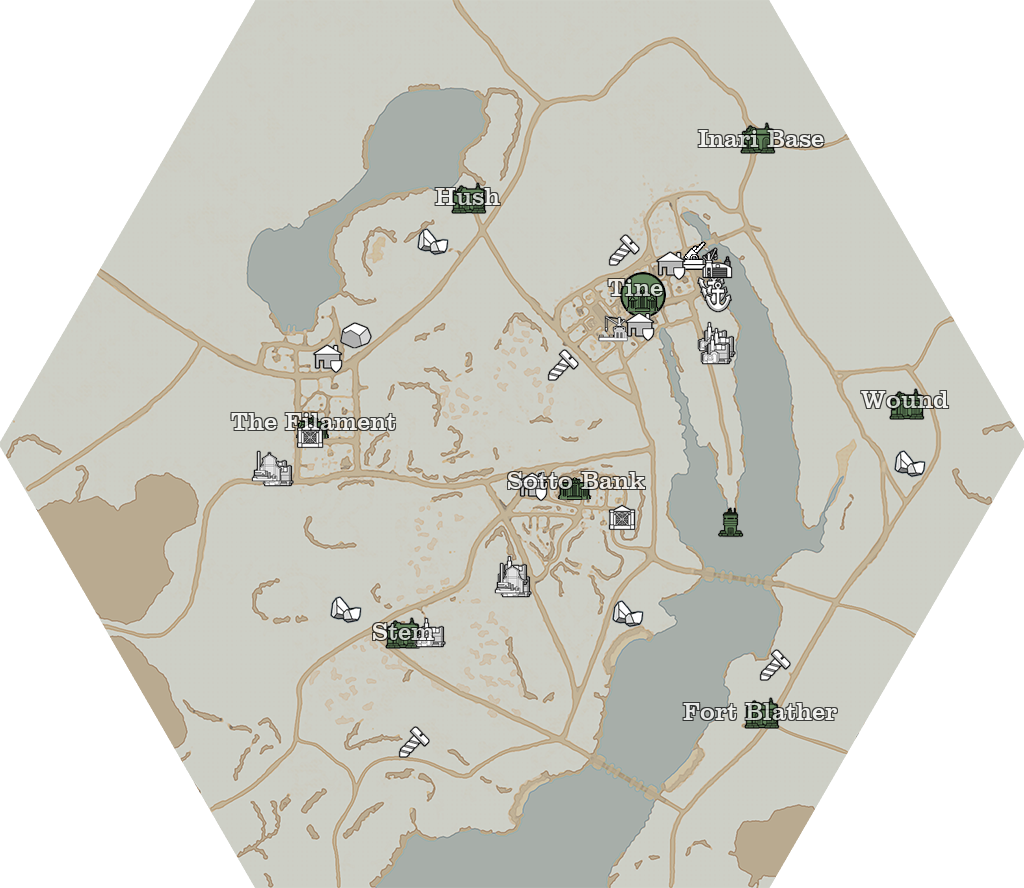 Inari Base
Hush
Tine
Wound
The Filament
Sotto Bank
Stem
Fort Blather